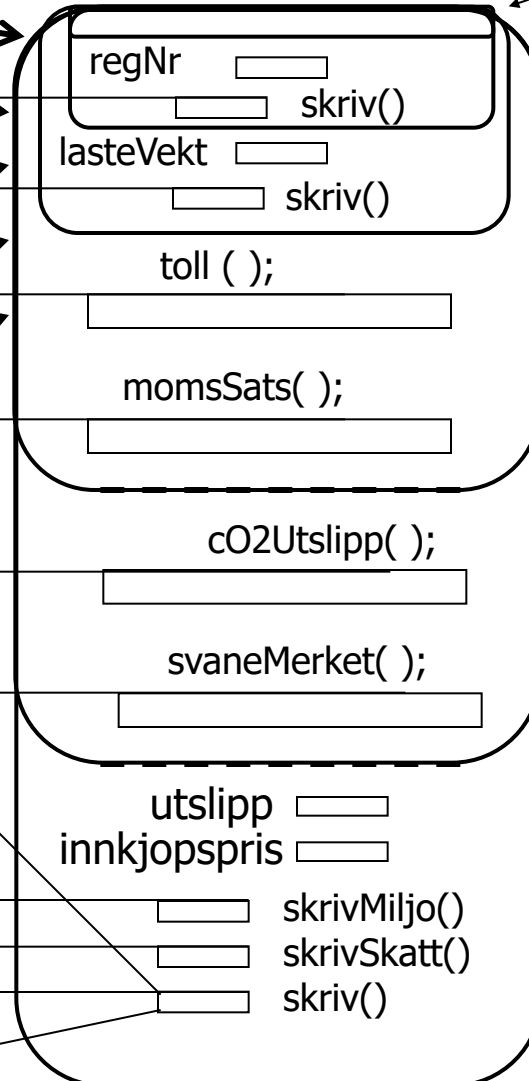 regNr
skriv()
lasteVekt
skriv()
toll ( );
momsSats( );
cO2Utslipp( );
svaneMerket( );
utslipp
innkjopspris
skrivMiljo()
skrivSkatt()
skriv()